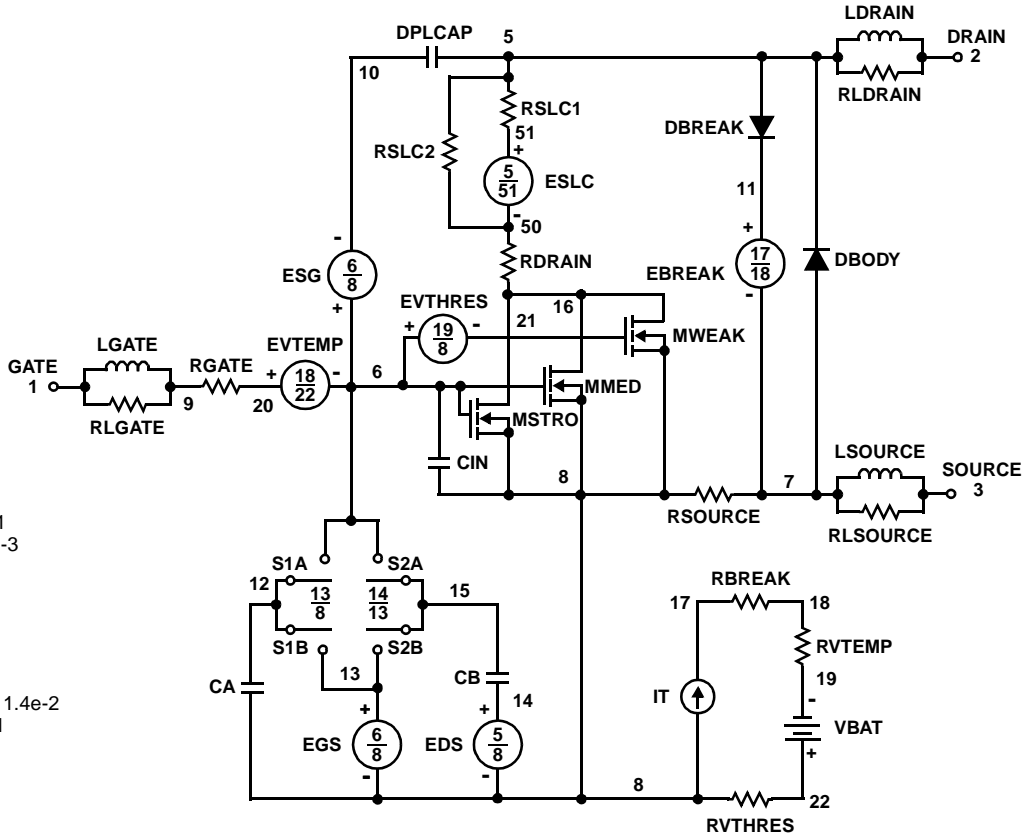 LDRAIN
DPLCAP
5
DRAIN
2
10
RLDRAIN
RSLC1
DBREAK
51
+
RSLC2
5
51
ESLC
11
-
50
+
-
17
18
ESG
6
8
RDRAIN
EBREAK
DBODY
-
+
EVTHRES
16
21
+
19
8
-
MWEAK
LGATE
EVTEMP
GATE
1
RGATE
+
18
22
-
6
MMED
9
20
RLGATE
MSTRO
LSOURCE
CIN
8
7
SOURCE
3
RSOURCE
RLSOURCE
-3
S1A
S2A
RBREAK
12
13
8
14
13
15
17
18
S1B
S2B
RVTEMP
13
CB
19
CA
-
1.4e-2
+
+
14
IT
VBAT
EGS
6
8
EDS
5
8
+
-
-
8
22
RVTHRES